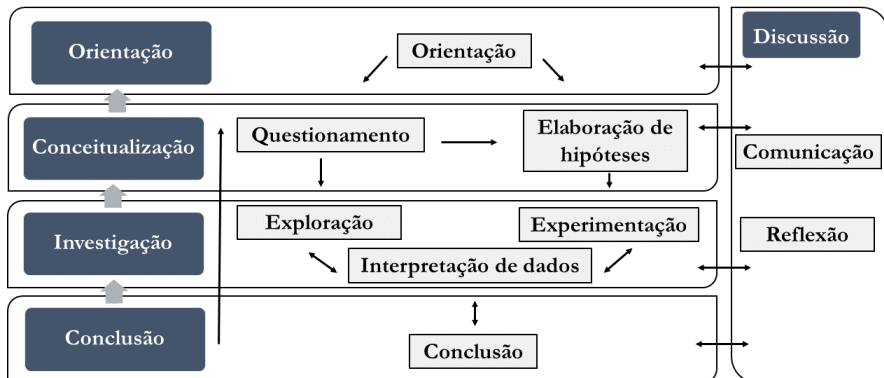 Orientação
Orientação
Discussão
Conceitualização
Questionamento
Elaboração de
hipóteses
Comunicação
Investigação
Exploração
Experimentação
Reflexão
Interpretação de dados
Conclusão
Conclusão